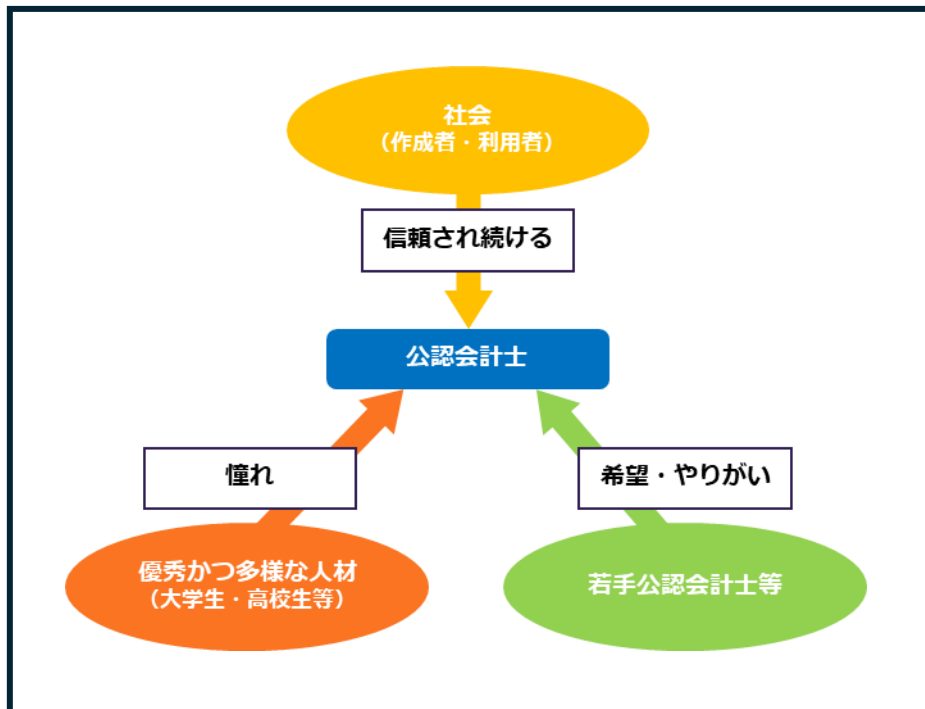 社会
（作成者・利用者）
信頼され続ける
公認会計士
憧れ
希望・やりがい
優秀かつ多様な人材
（大学生・高校生等）
若手公認会計士等